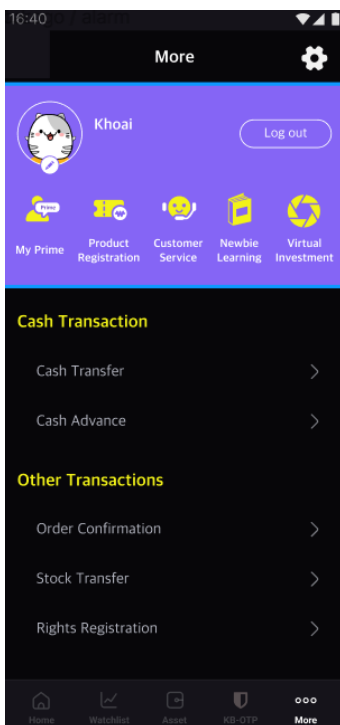 16:40
More
Khoai
Log out
Prime
My Prime
Product
Registration
Customer
Service
Newbie
Learning
Virtual
Investment
Cash Transaction
Cash Transfer
Cash Advance
Other Transactions
Order Confirmation
Stock Transfer
Rights Registration
Home
Watchlist
Asset
KB-OTP
More